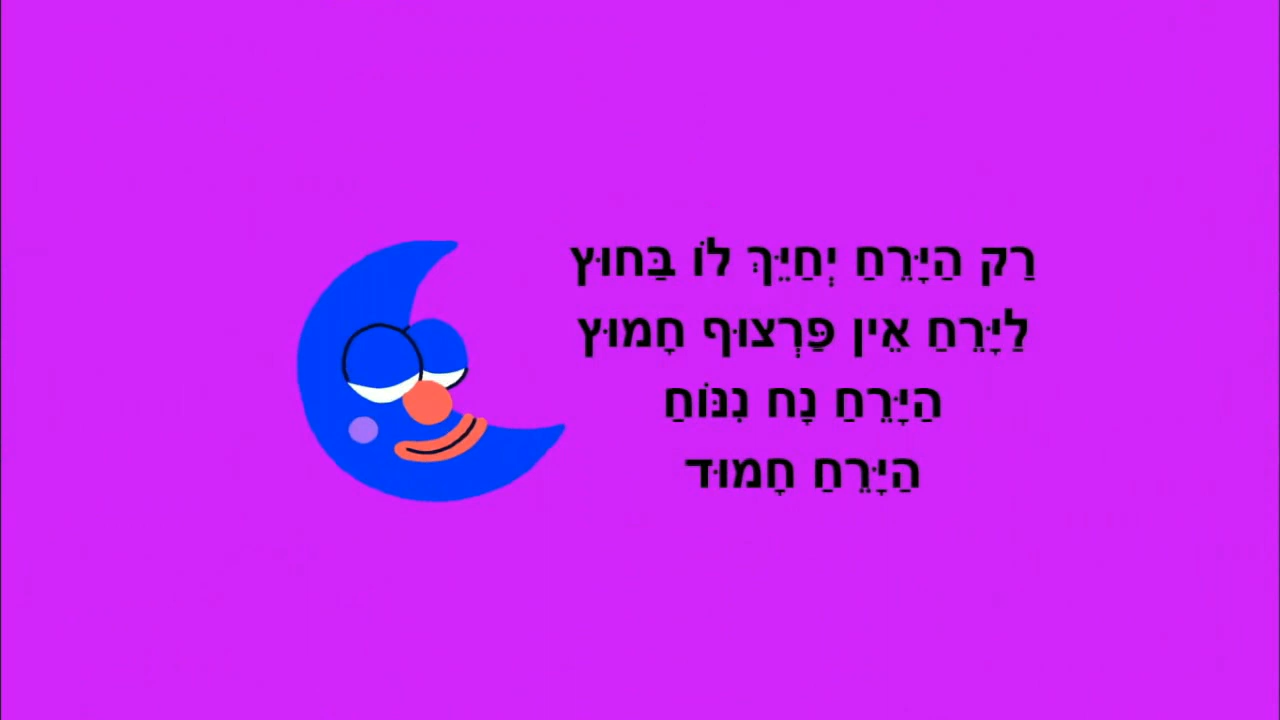 רַק הַיָּרֵחַ יְחַיֵּךְ לוֹ בַּחוּץ
לַיָּרֵחַ אֵין פַּרְצוּף חָמוּץ
הַיָּרֵחַ נָח נִנּוֹחַ
הַיָּרֵחַ חָמוּד